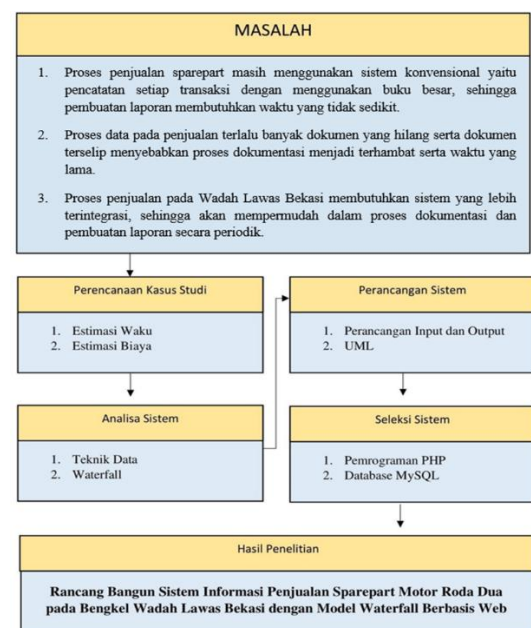 MASALAH
1. Proses penjualan sparepart masih menggunakan sistem konvensional yaitu
pencatatan setiap transaksi dengan menggunakan buku besar, sehingga
pembuatan laporan membutuhkan waktu yang tidak sedikit.
2. Proses data pada penjualan terlalu banyak dokumen yang hilang serta dokumen
terselip menyebabkan proses dokumentasi menjadi terhambat serta waktu yang
lama.
3. Proses penjualan pada Wadah Lawas Bekasi membutuhkan sistem yang lebih
terintegrasi, sehingga akan mempermudah dalam proses dokumentasi dan
pembuatan laporan secara periodik.
Perencanaan Kasus Studi
1. Estimasi Waku
2. Estimasi Biaya
Analisa Sistem
1. Teknik Data
2. Waterfall
Perancangan Sistem
1. Perancangan Input dan Output
2. UML
Seleksi Sistem
1. Pemrograman PHP
2. Database MySQL
Hasil Penelitian
Rancang Bangun Sistem Informasi Penjualan Sparepart Motor Roda Dua
pada Bengkel Wadah Lawas Bekasi dengan Model Waterfall Berbasis Web